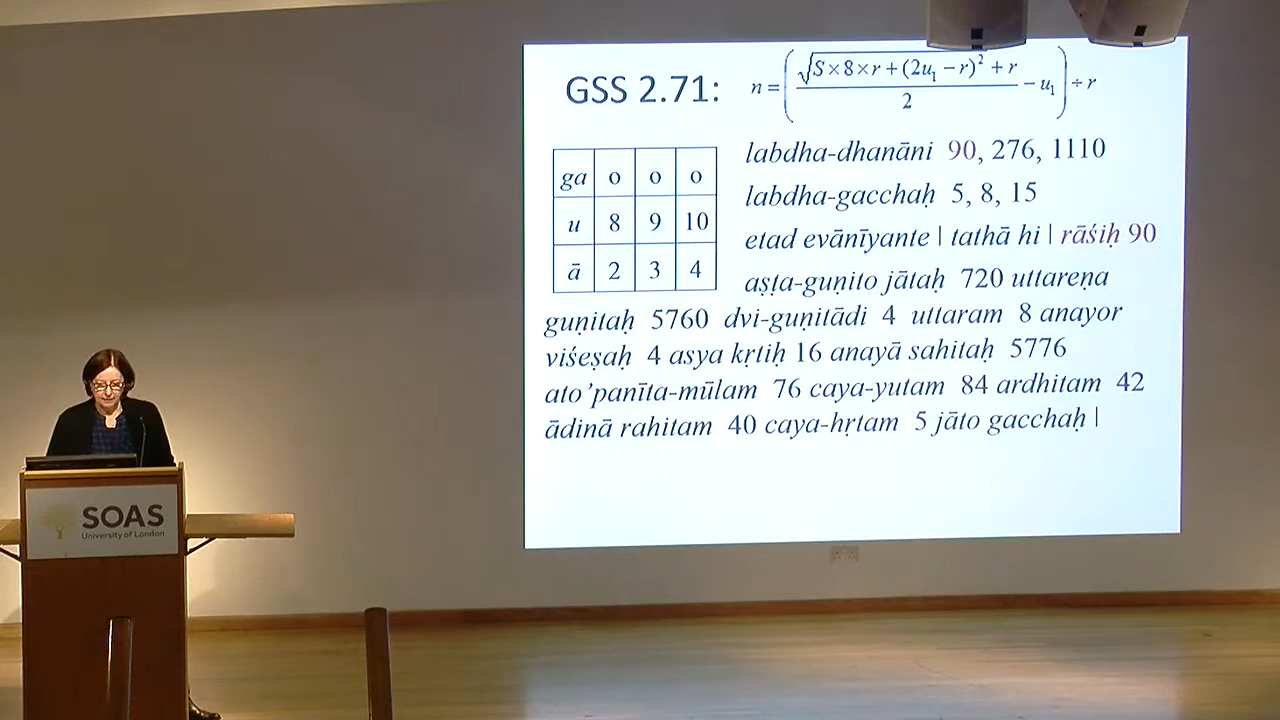 GSS 2.71: n = ( (√(S×8×r+(2u₁−r)²) + r) / 2 − u₁ ) ÷ r
ga o o o
u 8 9 10
ā 2 3 4
labdha-dhanāni 90, 276, 1110
labdha-gacchaḥ 5, 8, 15
etad evānīyante | tathā hi | rāśiḥ 90
aṣṭa-guṇito jātaḥ 720 uttareṇa
guṇitaḥ 5760 dvi-guṇitādi 4 uttaram 8 anayor
viśeṣaḥ 4 asya kṛtiḥ 16 anayā sahitaḥ 5776
ato’panīta-mūlam 76 caya-yutam 84 ardhitam 42
ādinā rahitam 40 caya-hṛtam 5 jāto gacchaḥ |
SOAS
University of London